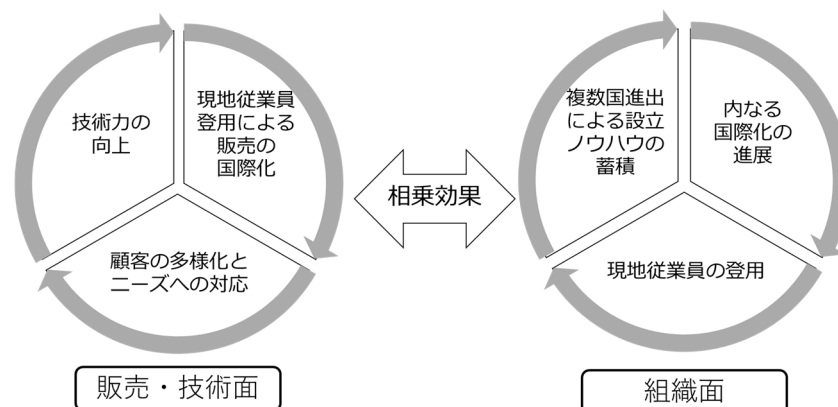 技術力の
向上
現地従業員
登用による
販売の
国際化
顧客の多様化と
ニーズへの対応
販売・技術面
相乗効果
複数国進出
による設立
ノウハウの
蓄積
内なる
国際化の
進展
現地従業員の登用
組織面